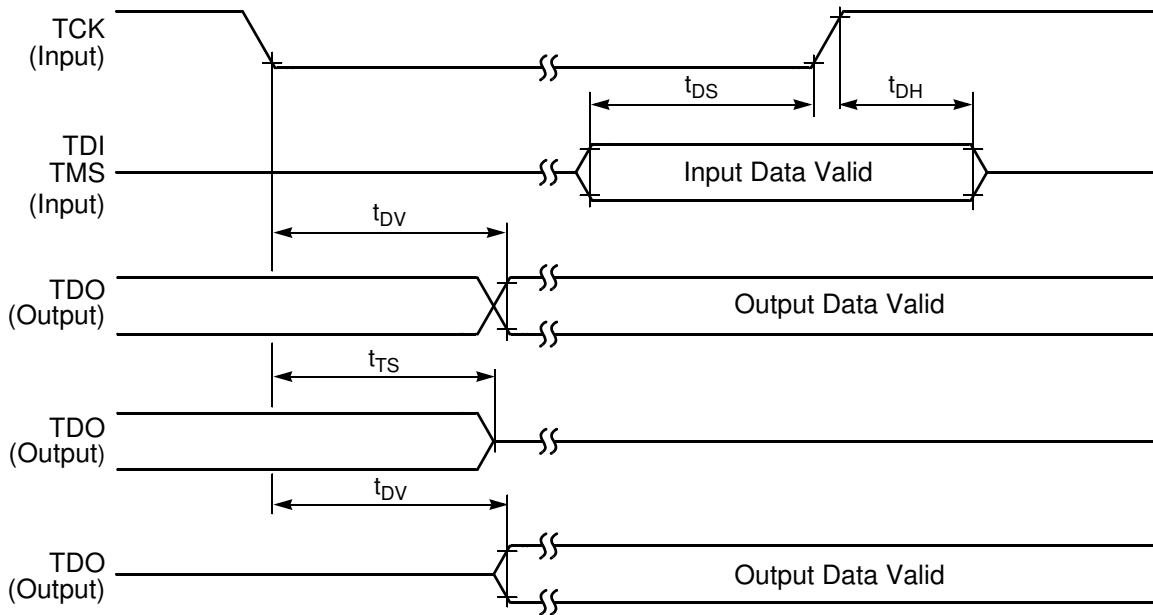 TCK
(Input)
tDS
tDH
TDI
TMS
(Input)
Input Data Valid
tDV
TDO
(Output)
Output Data Valid
tTS
TDO
(Output)
tDV
TDO
(Output)
Output Data Valid